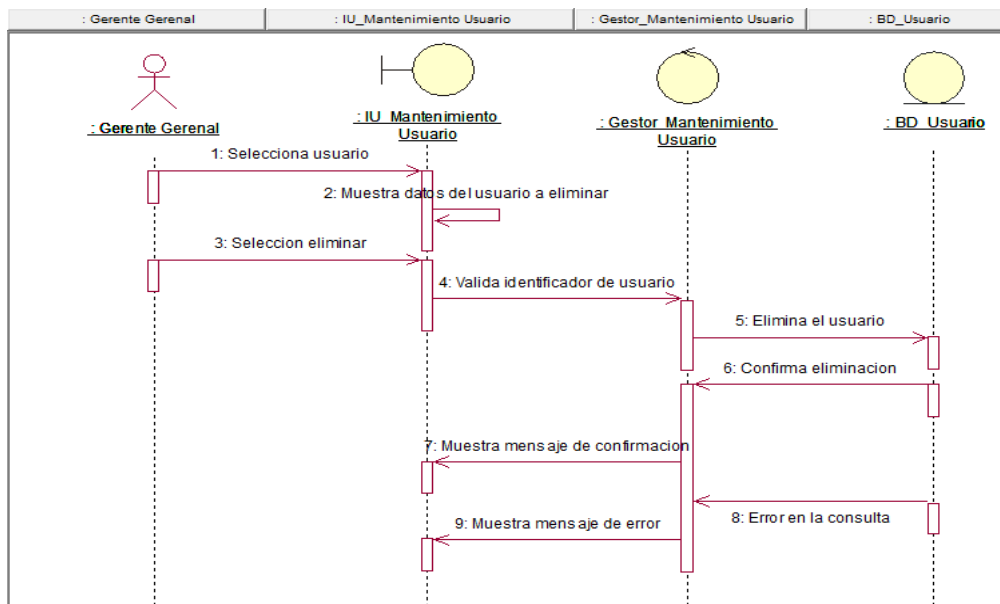 : Gerente Gerenal
: IU_Mantenimiento Usuario
: Gestor_Mantenimiento Usuario
: BD_Usuario
: Gerente Gerenal
: IU_Mantenimiento
Usuario
: Gestor_Mantenimiento
Usuario
: BD_Usuario
1: Selecciona usuario
2: Muestra datos del usuario a eliminar
3: Seleccion eliminar
4: Valida identificador de usuario
5: Elimina el usuario
6: Confirma eliminacion
7: Muestra mensaje de confirmacion
8: Error en la consulta
9: Muestra mensaje de error